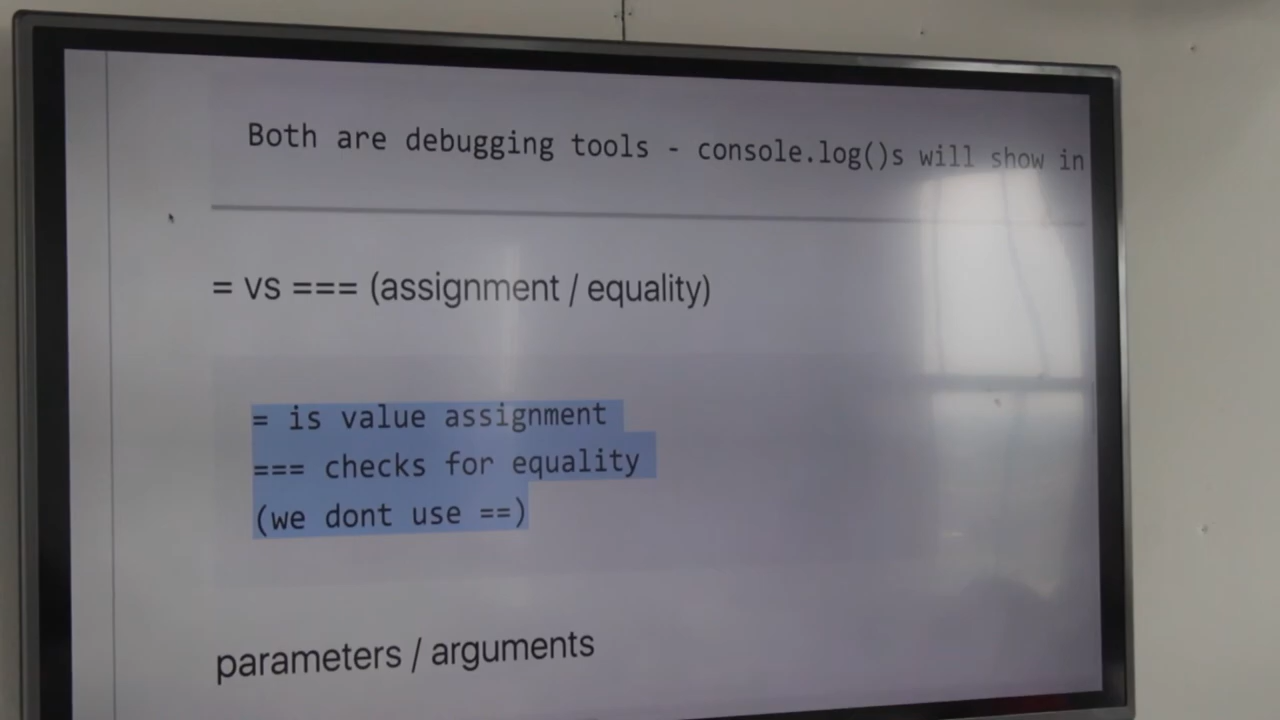 Both are debugging tools - console.log()s will show in
= vs === (assignment / equality)
= is value assignment
=== checks for equality
(we dont use ==)
parameters / arguments